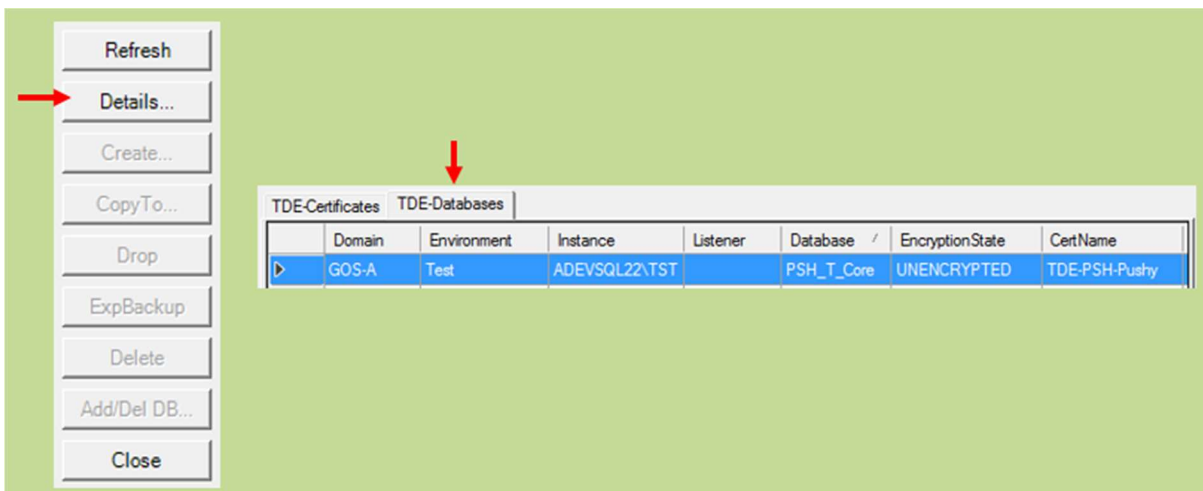 Refresh
Details...
Create...
CopyTo...
Drop
ExpBackup
Delete
Add/Del DB...
Close
TDE-Certificates TDE-Databases
Domain Environment Instance Listener Database EncryptionState CertName
GOS-A Test ADEVSQL22\TST PSH_T_Core UNENCRYPTED TDE-PSH-Pushy